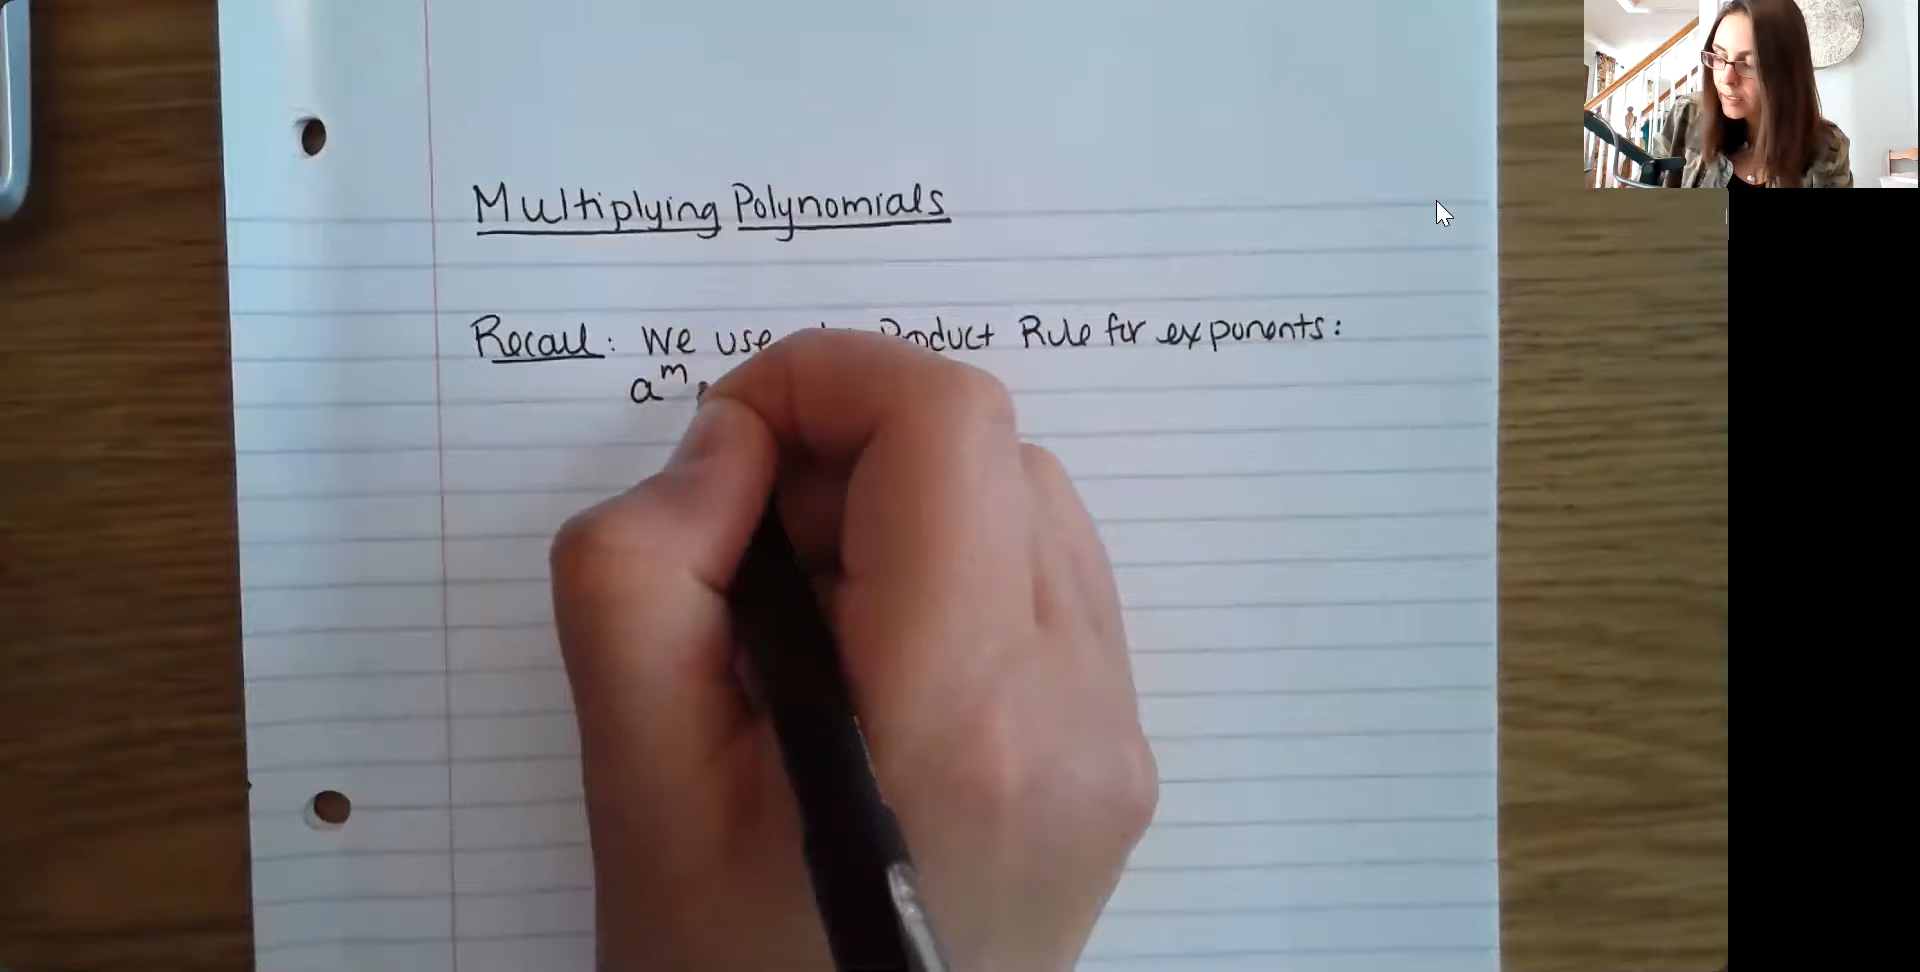 Multiplying Polynomials
Recall: We use Product Rule for exponents:
a^m ·